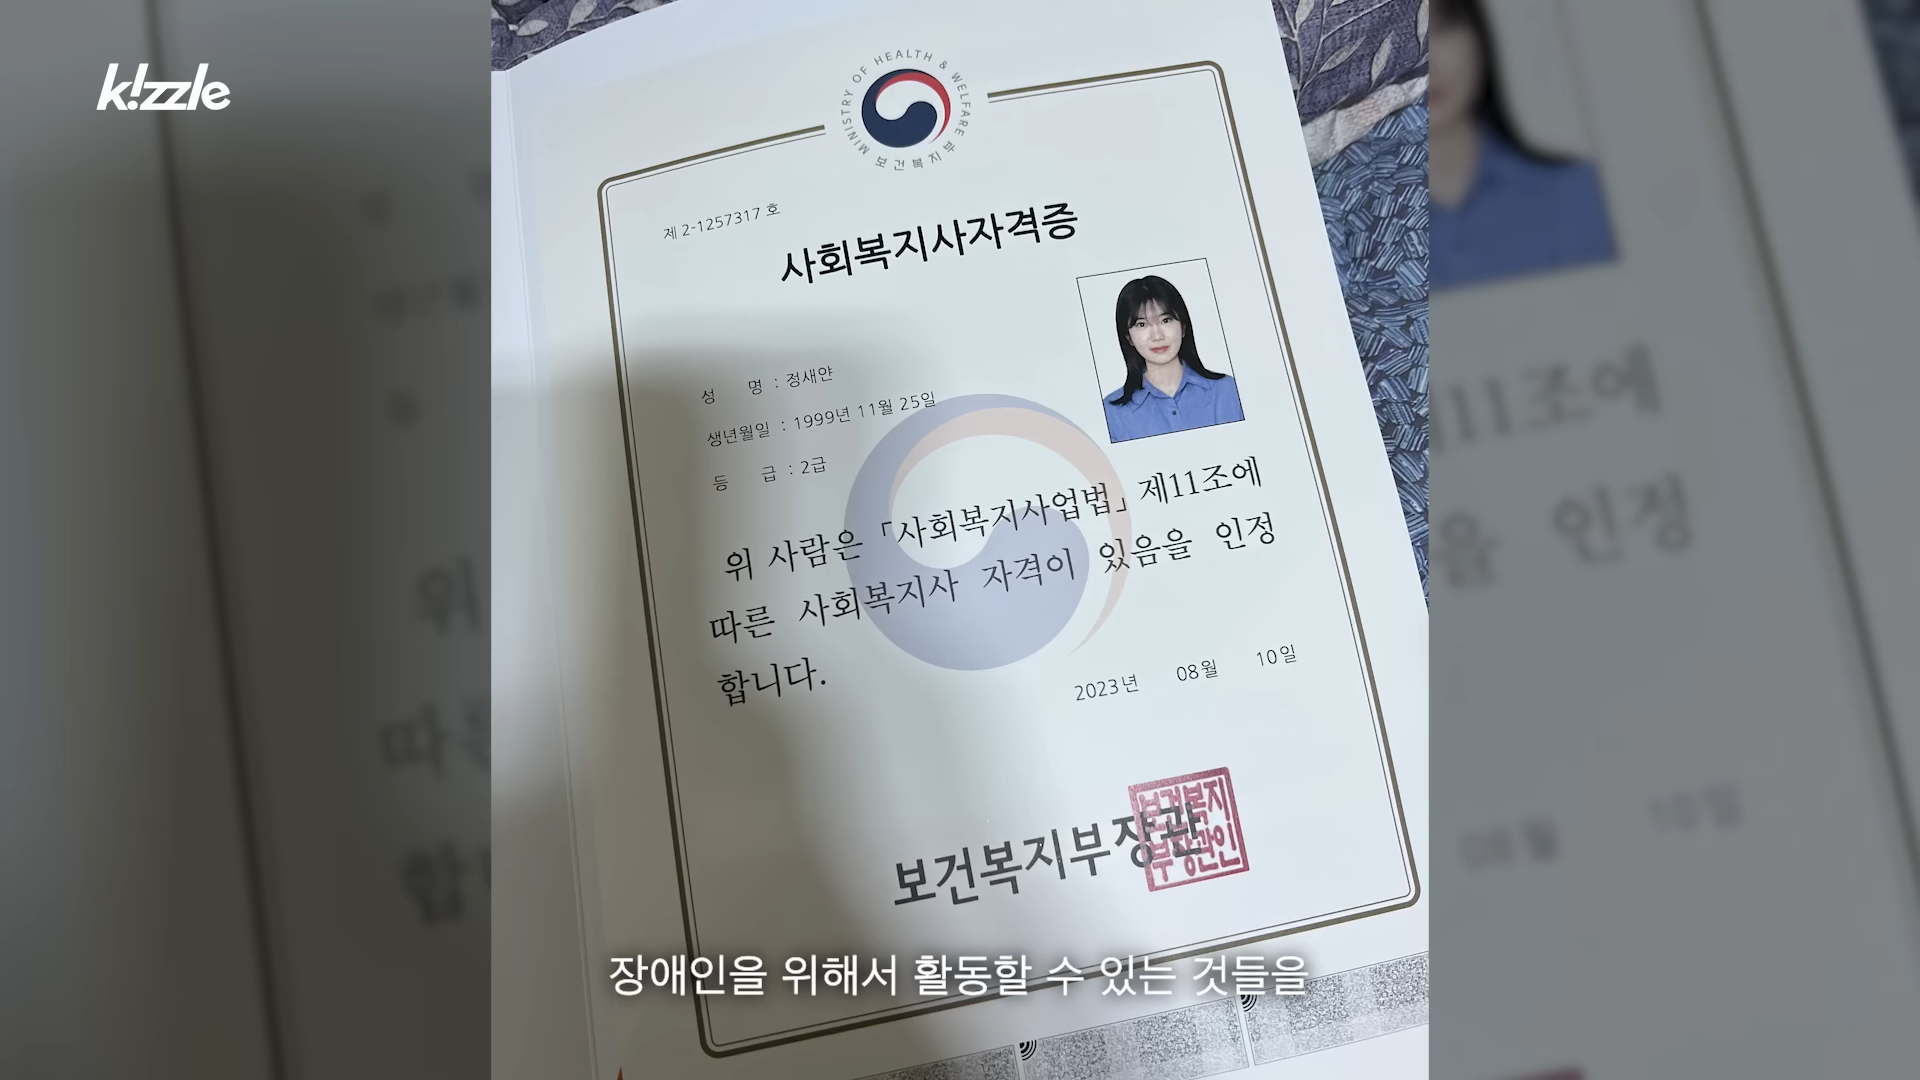 k!zzle
MINISTRY OF HEALTH & WELFARE 보건복지부
제 2-1257317 호
사회복지사자격증
성 명 : 정새얀
생년월일 : 1999년 11월 25일
등 급 : 2급
위 사람은 「사회복지사업법」 제11조에
따른 사회복지사 자격이 있음을 인정
합니다.
2023년 08월 10일
보건복지부장관
보건복지
부장관인
장애인을 위해서 활동할 수 있는 것들을